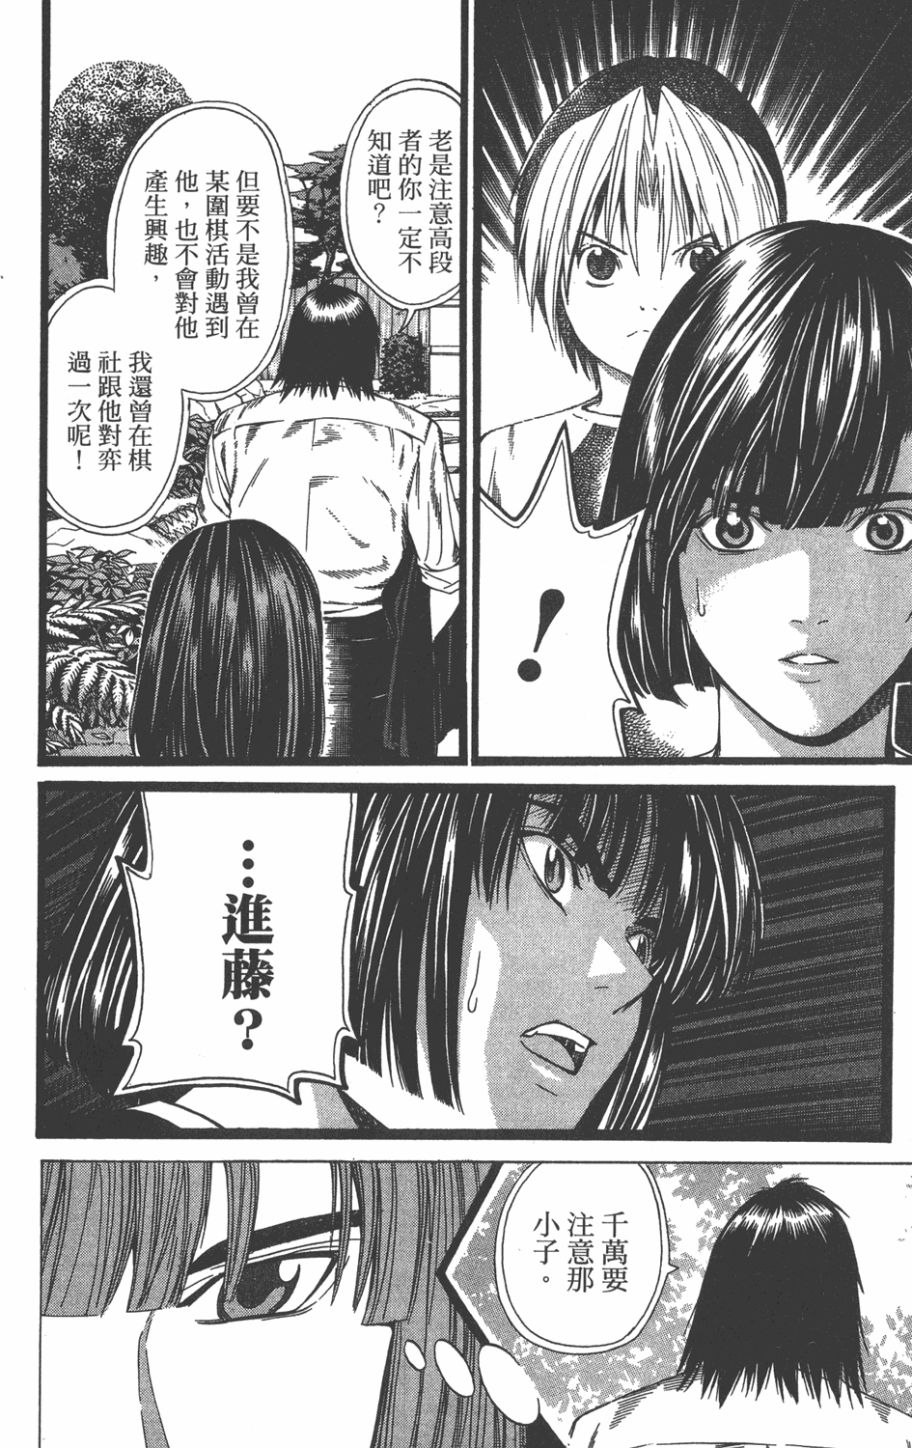 ！
老是注意高段
者的你一定不
知道吧？
但要不是我曾在
某圍棋活動遇到
他，也不會對他
產生興趣，
我還曾在棋
社跟他對弈
過一次呢！
…進藤？
千萬要
注意那
小子。